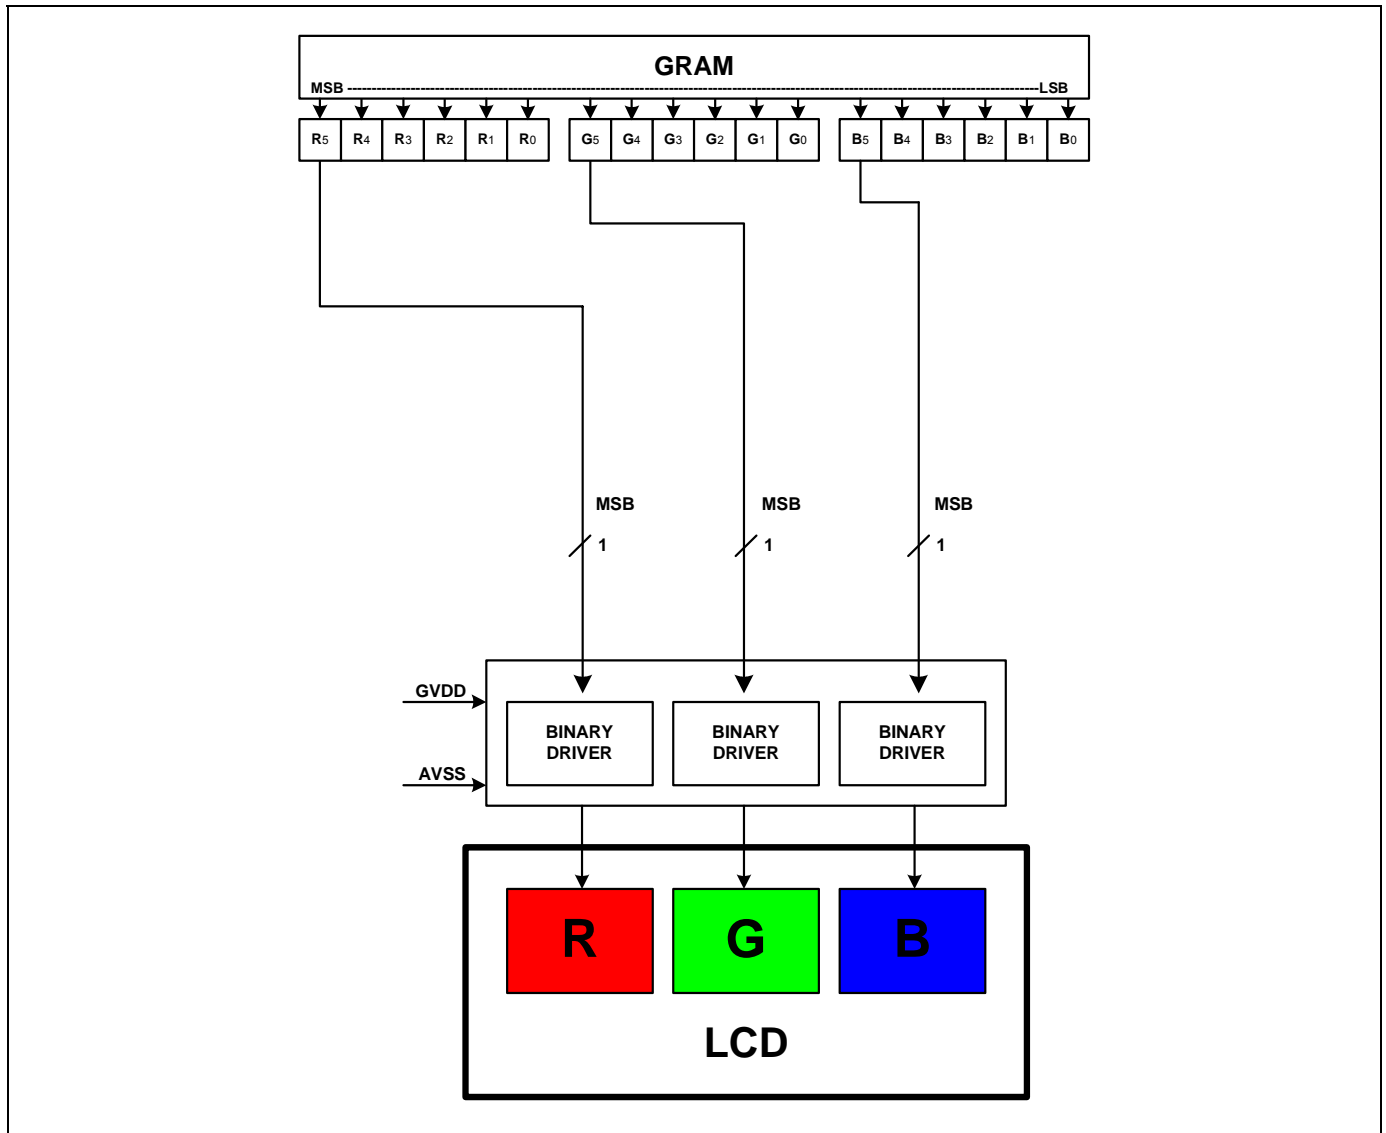 GRAM
MSB ---------- LSB
R5 R4 R3 R2 R1 R0 G5 G4 G3 G2 G1 G0 B5 B4 B3 B2 B1 B0
MSB MSB MSB
1 1 1
GVDD
BINARY DRIVER
BINARY DRIVER
BINARY DRIVER
AVSS
R G B
LCD